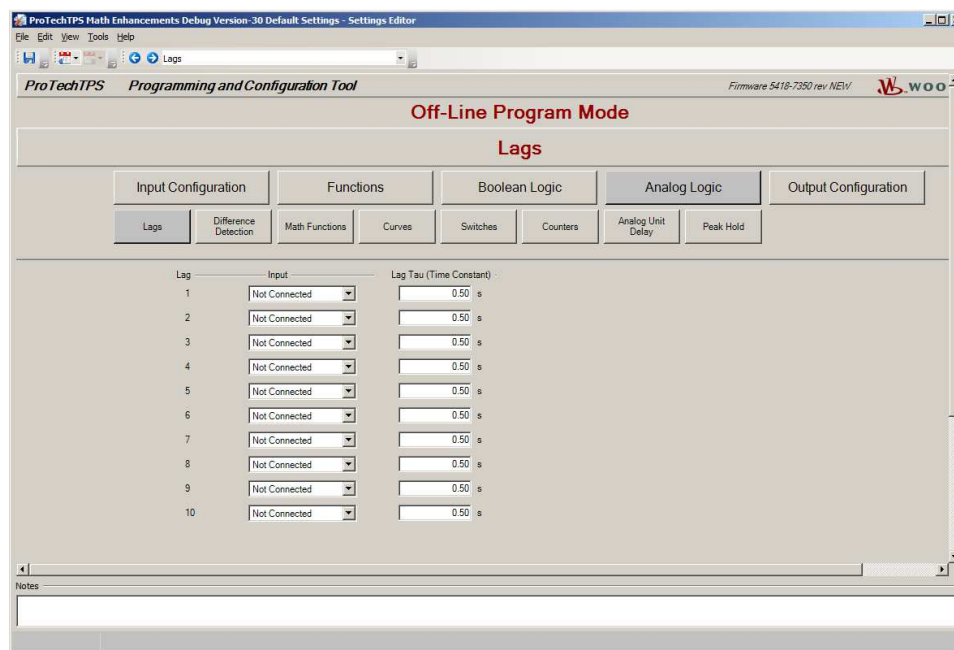 ProTechTPS Math Enhancements Debug Version-30 Default Settings - Settings Editor
File Edit View Tools Help
Lags
ProTechTPS Programming and Configuration Tool Firmware 5418-7350 rev NEW woo
Off-Line Program Mode
Lags
Input Configuration Functions Boolean Logic Analog Logic Output Configuration
Lags Difference Detection Math Functions Curves Switches Counters Analog Unit Delay Peak Hold
Lag Input Lag Tau (Time Constant)
1 Not Connected 0.50 s
2 Not Connected 0.50 s
3 Not Connected 0.50 s
4 Not Connected 0.50 s
5 Not Connected 0.50 s
6 Not Connected 0.50 s
7 Not Connected 0.50 s
8 Not Connected 0.50 s
9 Not Connected 0.50 s
10 Not Connected 0.50 s
Notes